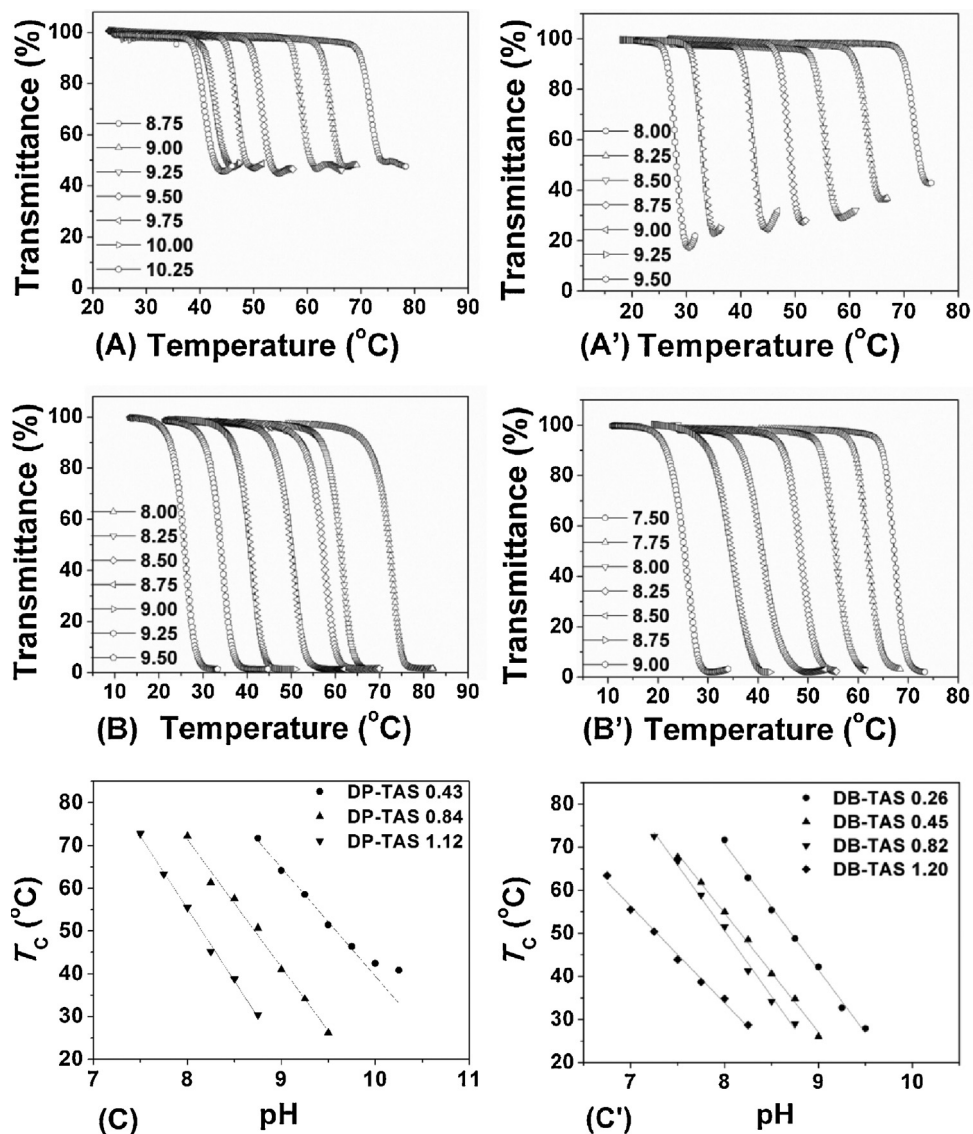 Transmittance (%)
100
80
60
40
20
0
8.75
9.00
9.25
9.50
9.75
10.00
10.25
23 30 40 50 60 70 80 90
(A) Temperature (°C)
Transmittance (%)
100
80
60
40
20
0
8.00
8.25
8.50
8.75
9.00
9.25
9.50
20 30 40 50 60 70 80
(A') Temperature (°C)
Transmittance (%)
100
80
60
40
20
0
8.00
8.25
8.50
8.75
9.00
9.25
9.50
10 20 30 40 50 60 70 80 90
(B) Temperature (°C)
Transmittance (%)
100
80
60
40
20
0
7.50
7.75
8.00
8.25
8.50
8.75
9.00
10 20 30 40 50 60 70 80
(B') Temperature (°C)
Tc (°C)
80
70
60
50
40
30
20
DP-TAS 0.43
DP-TAS 0.84
DP-TAS 1.12
7 8 9 10 11
(C) pH
Tc (°C)
80
70
60
50
40
30
20
DB-TAS 0.26
DB-TAS 0.45
DB-TAS 0.82
DB-TAS 1.20
7 8 9 10
(C') pH